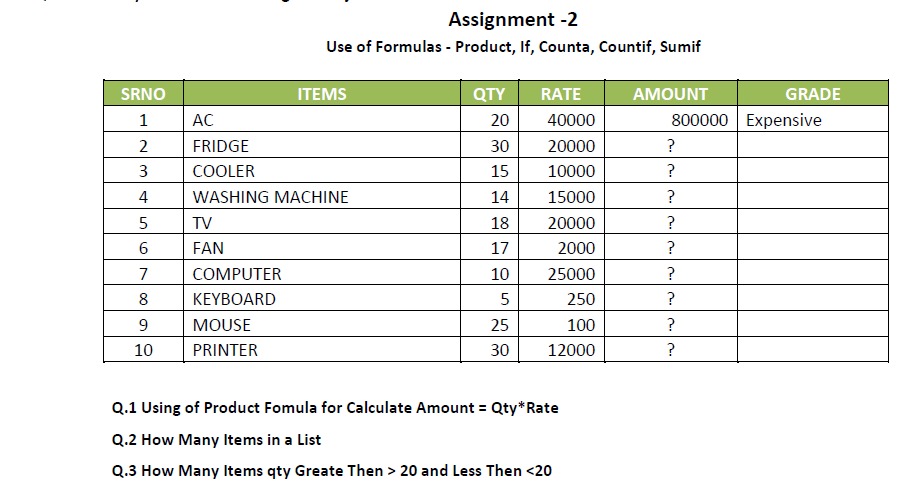 Assignment -2
Use of Formulas - Product, If, Counta, Countif, Sumif
SRNO ITEMS QTY RATE AMOUNT GRADE
1 AC 20 40000 800000 Expensive
2 FRIDGE 30 20000 ?
3 COOLER 15 10000 ?
4 WASHING MACHINE 14 15000 ?
5 TV 18 20000 ?
6 FAN 17 2000 ?
7 COMPUTER 10 25000 ?
8 KEYBOARD 5 250 ?
9 MOUSE 25 100 ?
10 PRINTER 30 12000 ?
Q.1 Using of Product Fomula for Calculate Amount = Qty*Rate
Q.2 How Many Items in a List
Q.3 How Many Items qty Greate Then > 20 and Less Then <20